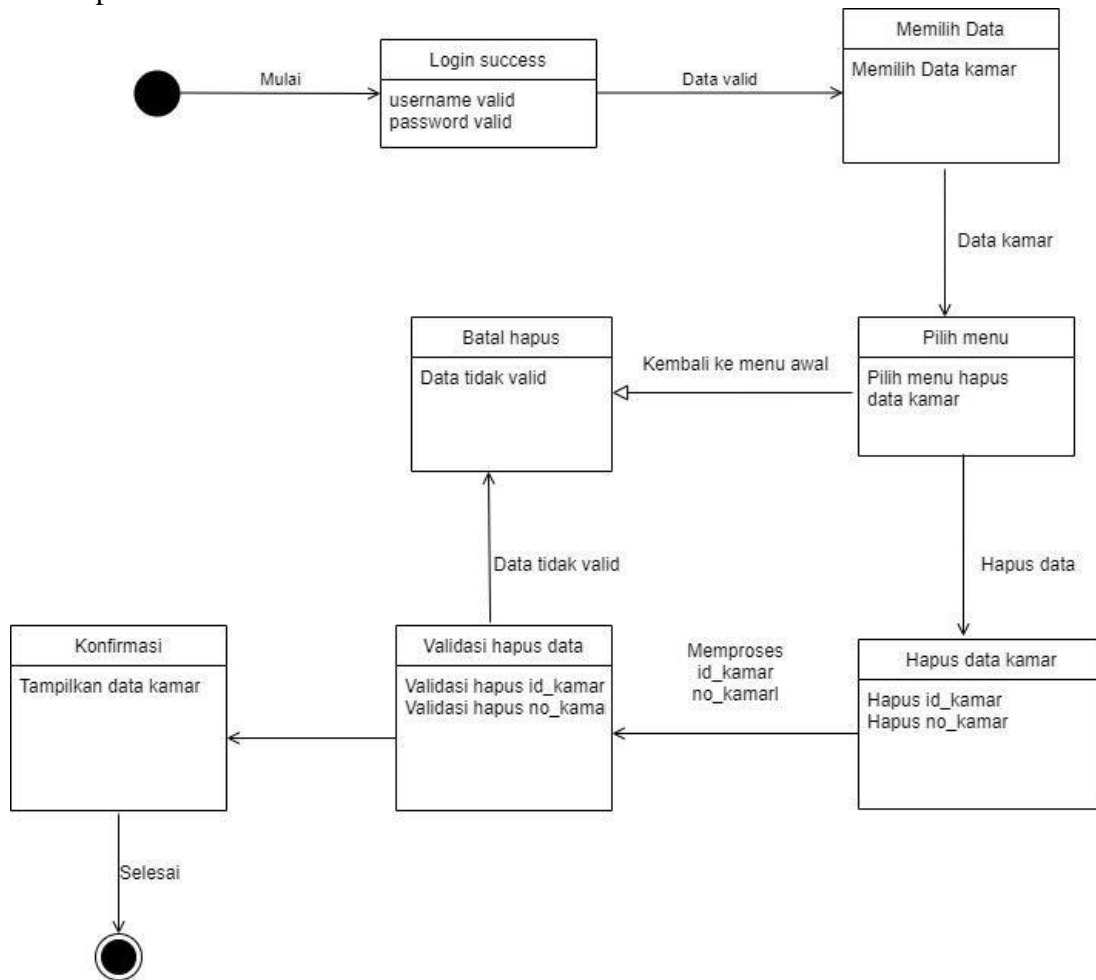 Memilih Data
Memilih Data kamar
Login success
username valid
password valid
Mulai
Data valid
Data kamar
Batal hapus
Data tidak valid
Kembali ke menu awal
Pilih menu
Pilih menu hapus
data kamar
Data tidak valid
Hapus data
Konfirmasi
Tampilkan data kamar
Validasi hapus data
Validasi hapus id_kamar
Validasi hapus no_kama
Memproses
id_kamar
no_kamarl
Hapus data kamar
Hapus id_kamar
Hapus no_kamar
Selesai